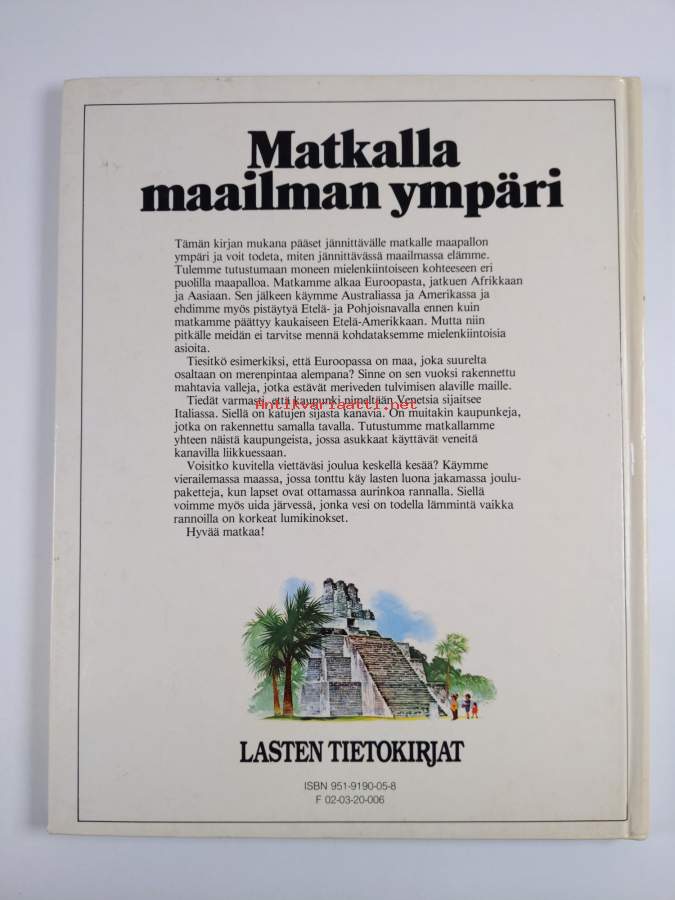 Matkalla
maailman ympäri
Tämän kirjan mukana pääset jännittävälle matkalle maapallon
ympäri ja voit todeta, miten jännittävässä maailmassa elämme.
Tulemme tutustumaan moneen mielenkiintoiseen kohteeseen eri
puolilla maapalloa. Matkamme alkaa Euroopasta, jatkuen Afrikkaan
ja Aasiaan. Sen jälkeen käymme Australiassa ja Amerikassa ja
ehdimme myös pistäytyä Etelä- ja Pohjoisnavalla ennen kuin
matkamme päättyy kaukaiseen Etelä-Amerikkaan. Mutta niin
pitkälle meidän ei tarvitse mennä kohdataksemme mielenkiintoisia
asioita.
Tiesitkö esimerkiksi, että Euroopassa on maa, joka suurelta
osaltaan on merenpintaa alempana? Sinne on sen vuoksi rakennettu
mahtavia valleja, jotka estävät meriveden tulvimisen alaville maille.
Tiedät varmasti, että kaupunki nimeltään Venetsia sijaitsee
Antikvariaatti.net
Italiassa. Siellä on katujen sijasta kanavia. On muitakin kaupunkeja,
jotka on rakennettu samalla tavalla. Tutustumme matkallamme
yhteen näistä kaupungeista, jossa asukkaat käyttävät veneitä
kanavilla liikkuessaan.
Voisitko kuvitella viettäväsi joulua keskellä kesää? Käymme
vierailemassa maassa, jossa tonttu käy lasten luona jakamassa joulu-
paketteja, kun lapset ovat ottamassa aurinkoa rannalla. Siellä
voimme myös uida järvessä, jonka vesi on todella lämmintä vaikka
rannoilla on korkeat lumikinokset.
Hyvää matkaa!
LASTEN TIETOKIRJAT
ISBN 951-9190-05-8
F 02-03-20-006